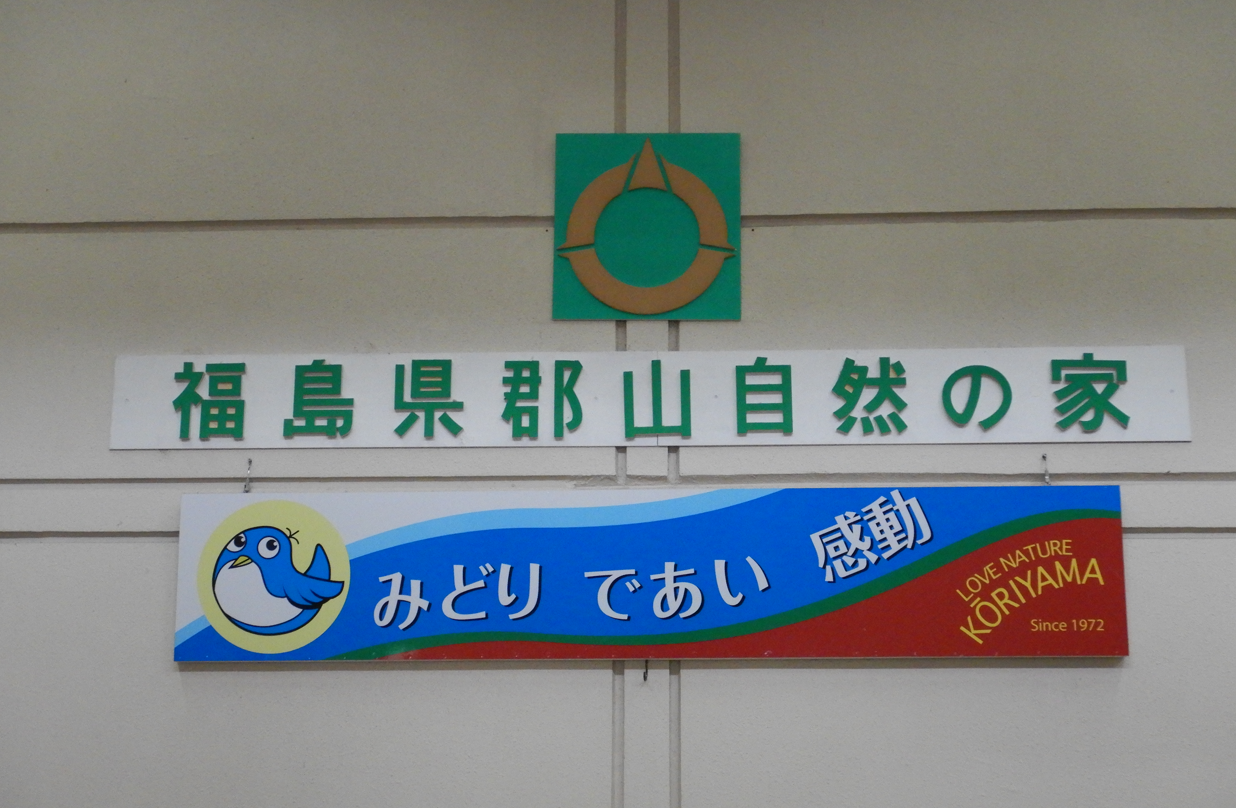 福島県郡山自然の家
みどり であい 感動
LOVE NATURE
KŌRIYAMA
Since 1972